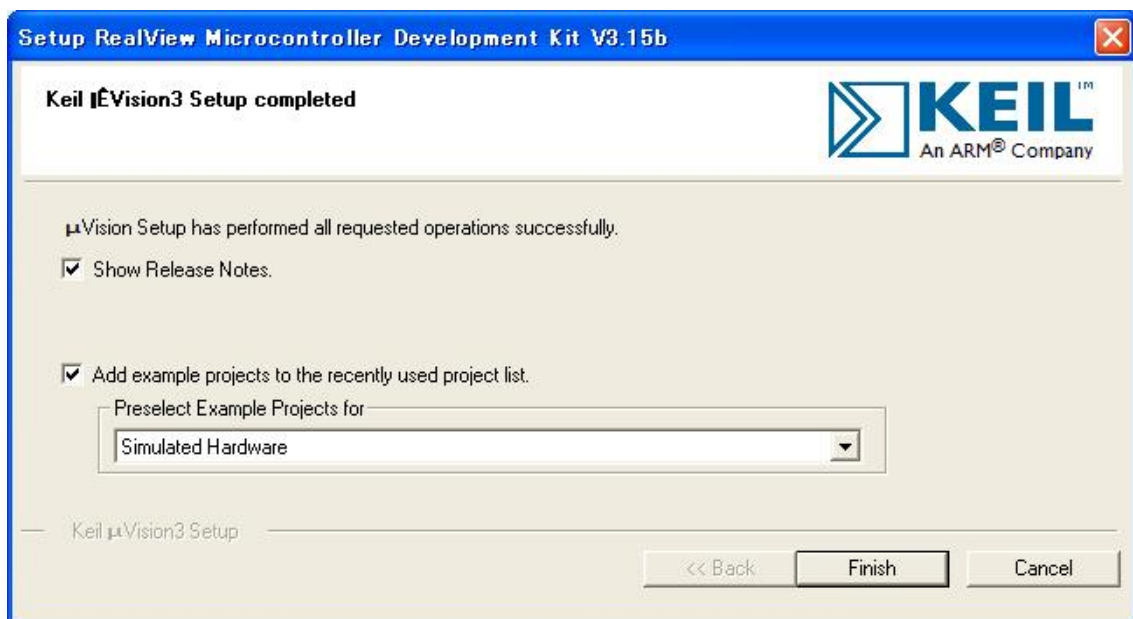 Setup RealView Microcontroller Development Kit V3.15b
Keil ǁÊVision3 Setup completed
KEIL™
An ARM® Company
µVision Setup has performed all requested operations successfully.
Show Release Notes.
Add example projects to the recently used project list.
Preselect Example Projects for
Simulated Hardware
Keil µVision3 Setup
<< Back
Finish
Cancel